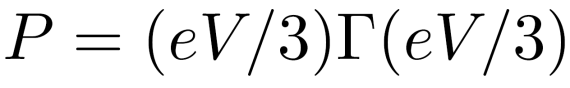 P = (eV/3)Γ(eV/3)